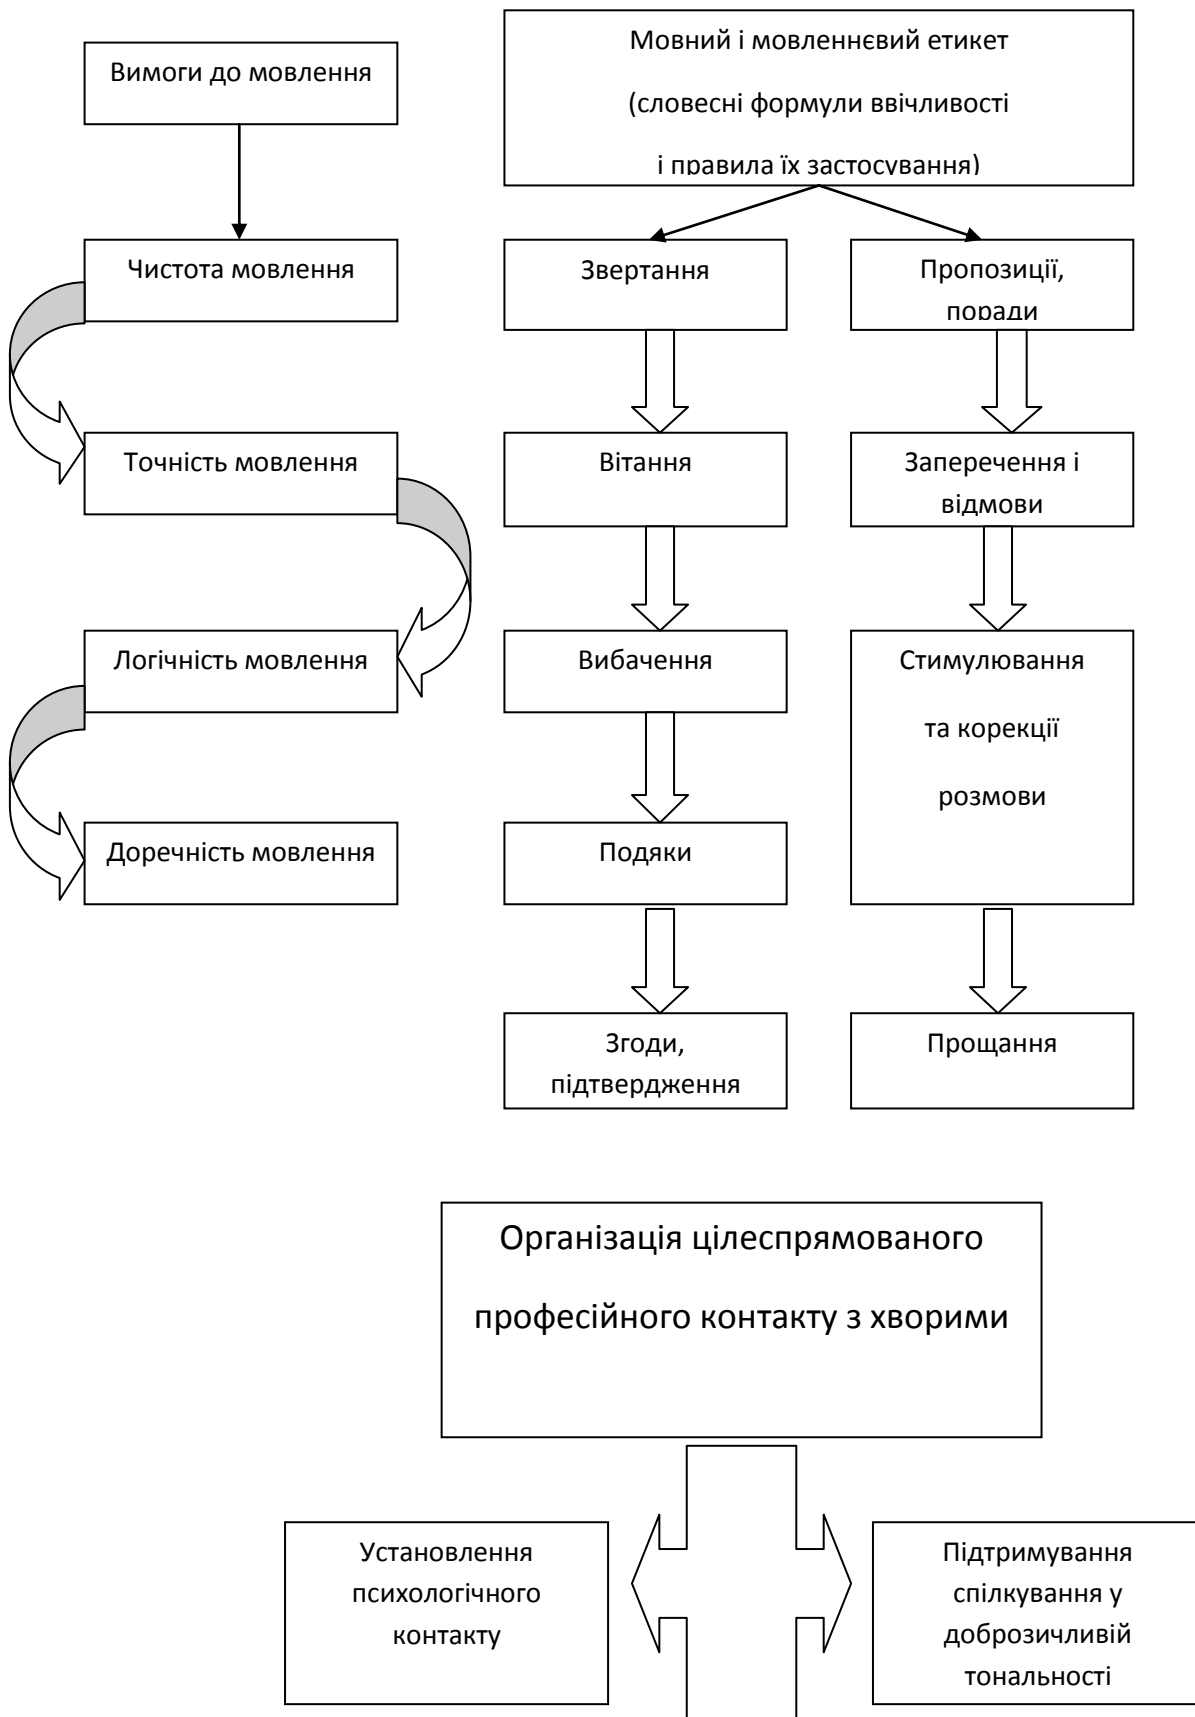 Вимоги до мовлення
Мовний і мовленнєвий етикет
(словесні формули ввічливості
і правила їх застосування)
Чистота мовлення
Звертання
Пропозиції,
поради
Точність мовлення
Вітання
Заперечення і
відмови
Логічність мовлення
Вибачення
Стимулювання
та корекції
розмови
Доречність мовлення
Подяки
Згоди,
підтвердження
Прощання
Організація цілеспрямованого
професійного контакту з хворими
Установлення
психологічного
контакту
Підтримування
спілкування у
доброзичливій
тональності